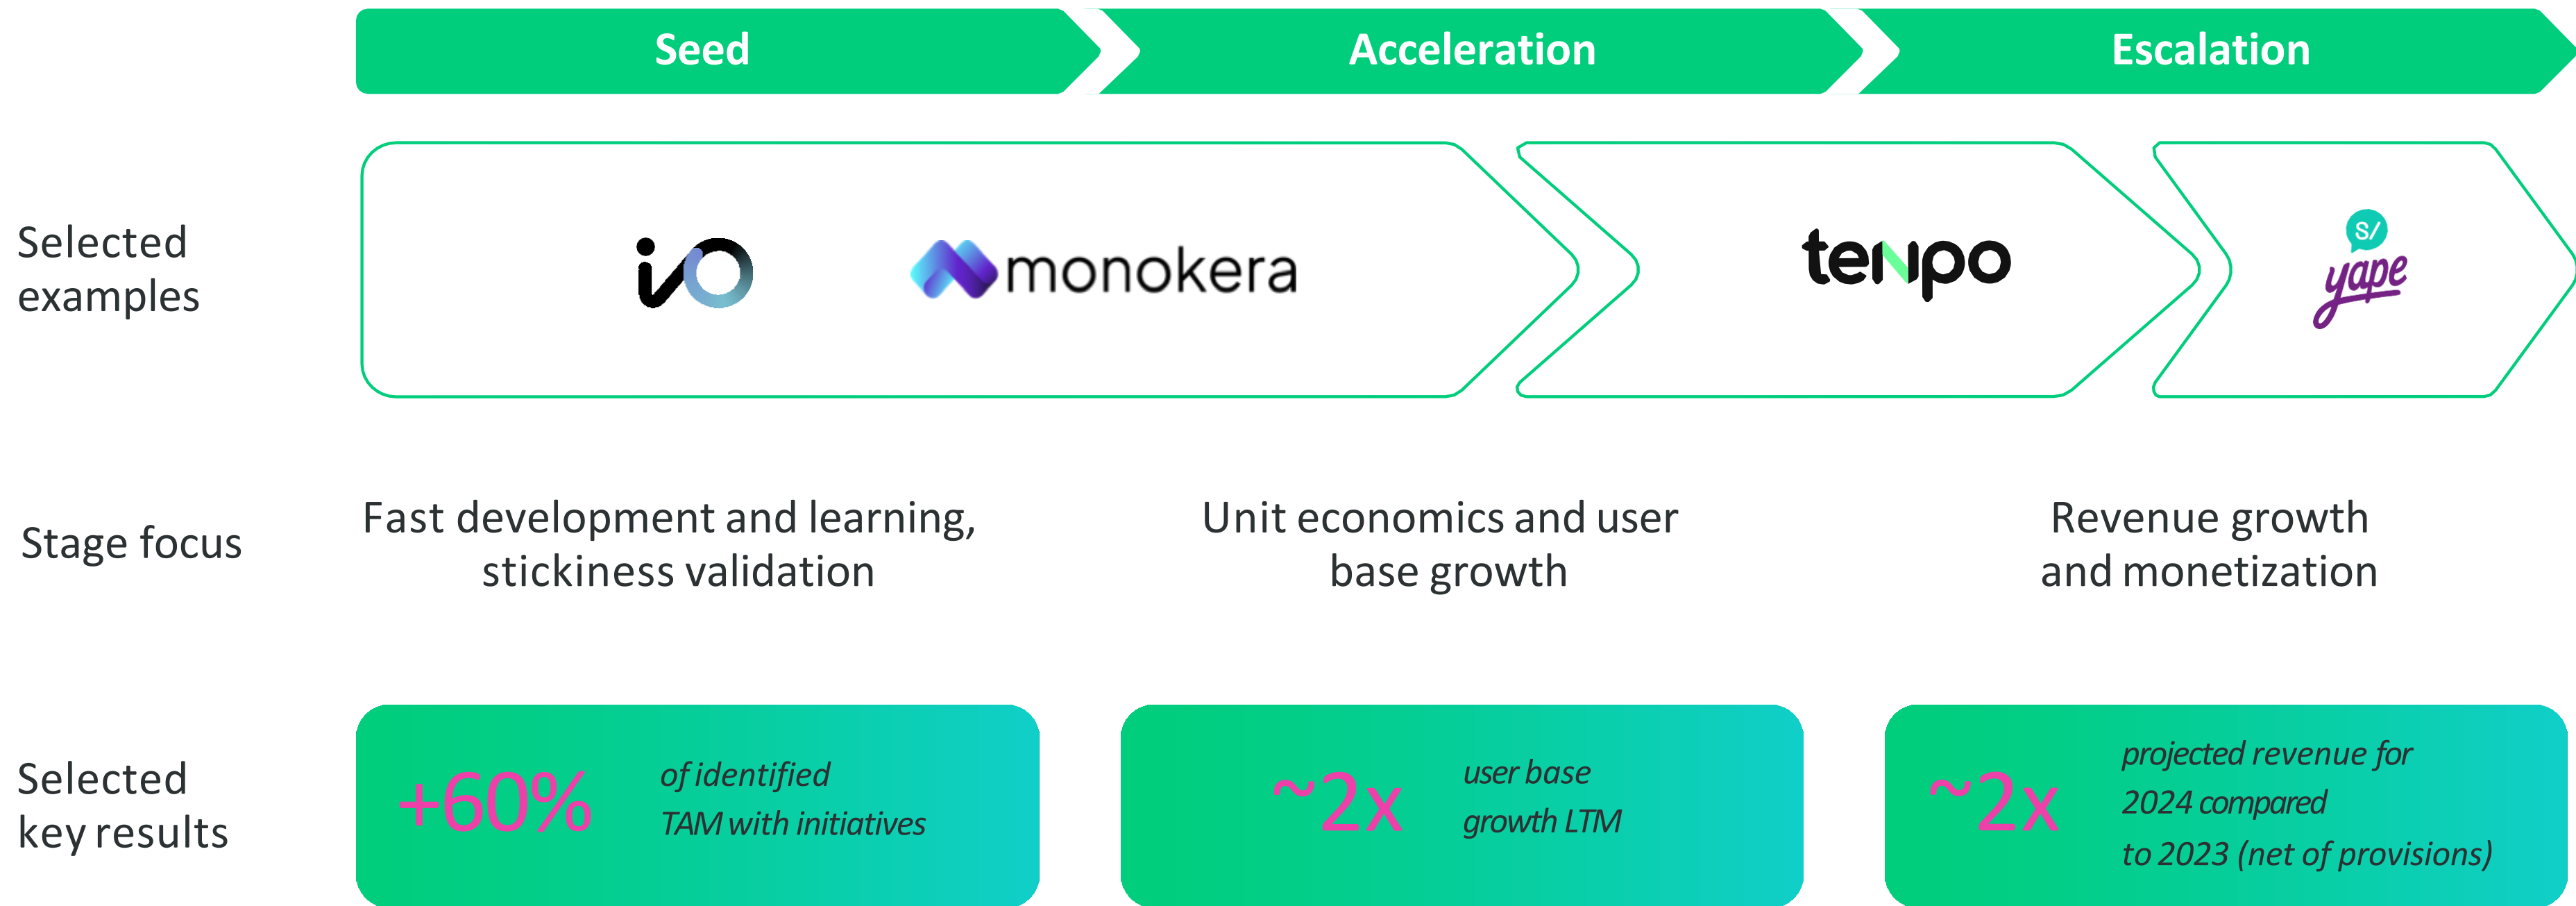 Seed
Acceleration
Escalation
Selected
examples
iO
monokera
tenpo
S/
yape
Stage focus
Fast development and learning,
stickiness validation
Unit economics and user
base growth
Revenue growth
and monetization
Selected
key results
+60%
of identified
TAM with initiatives
~2x
user base
growth LTM
~2x
projected revenue for
2024 compared
to 2023 (net of provisions)